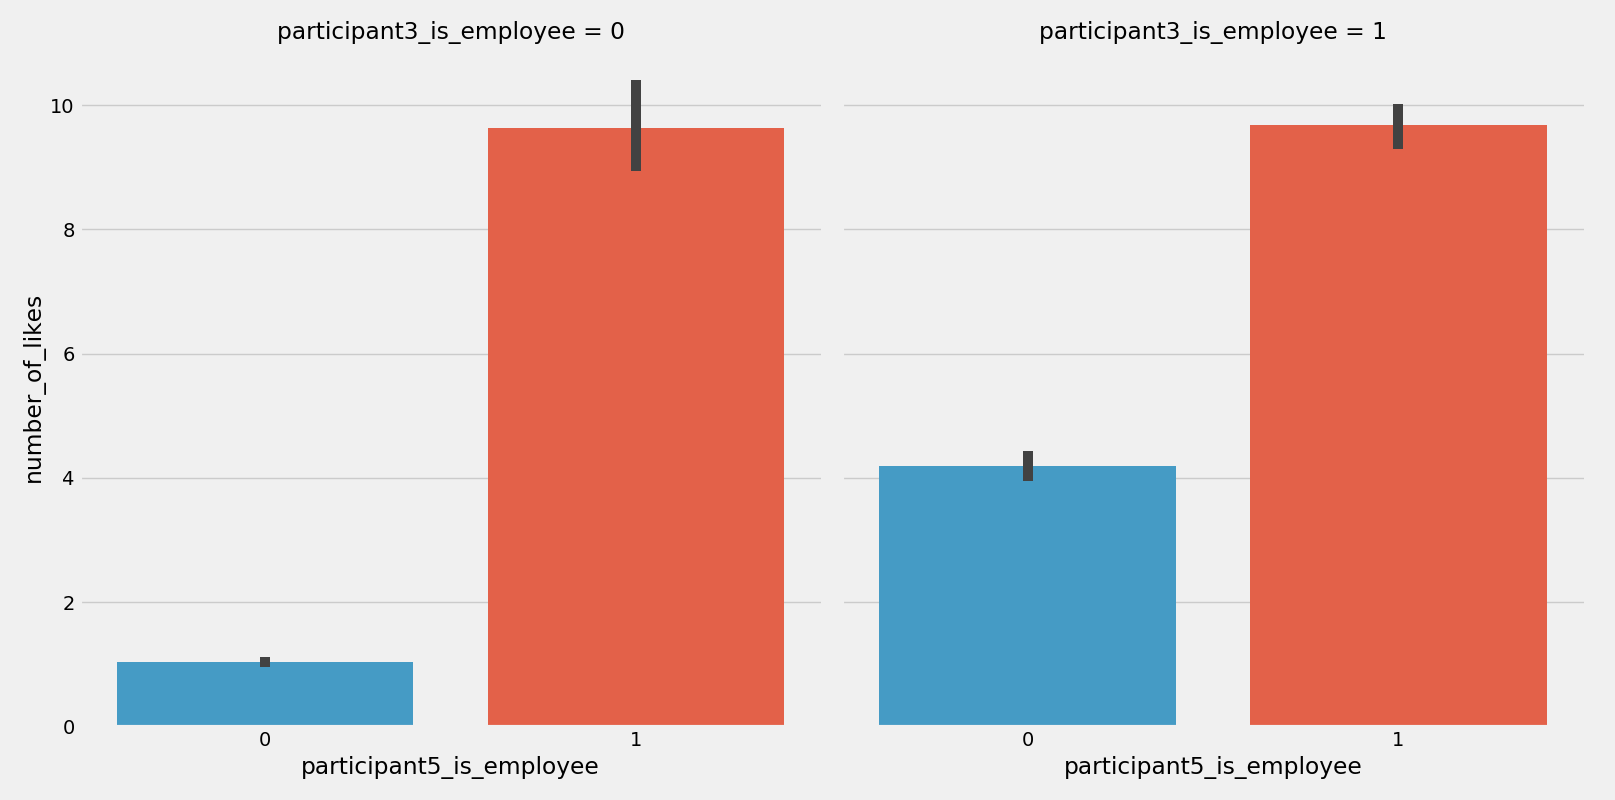 participant3_is_employee = 0
participant3_is_employee = 1
number_of_likes
10
8
6
4
2
0
0 1
0 1
participant5_is_employee
participant5_is_employee